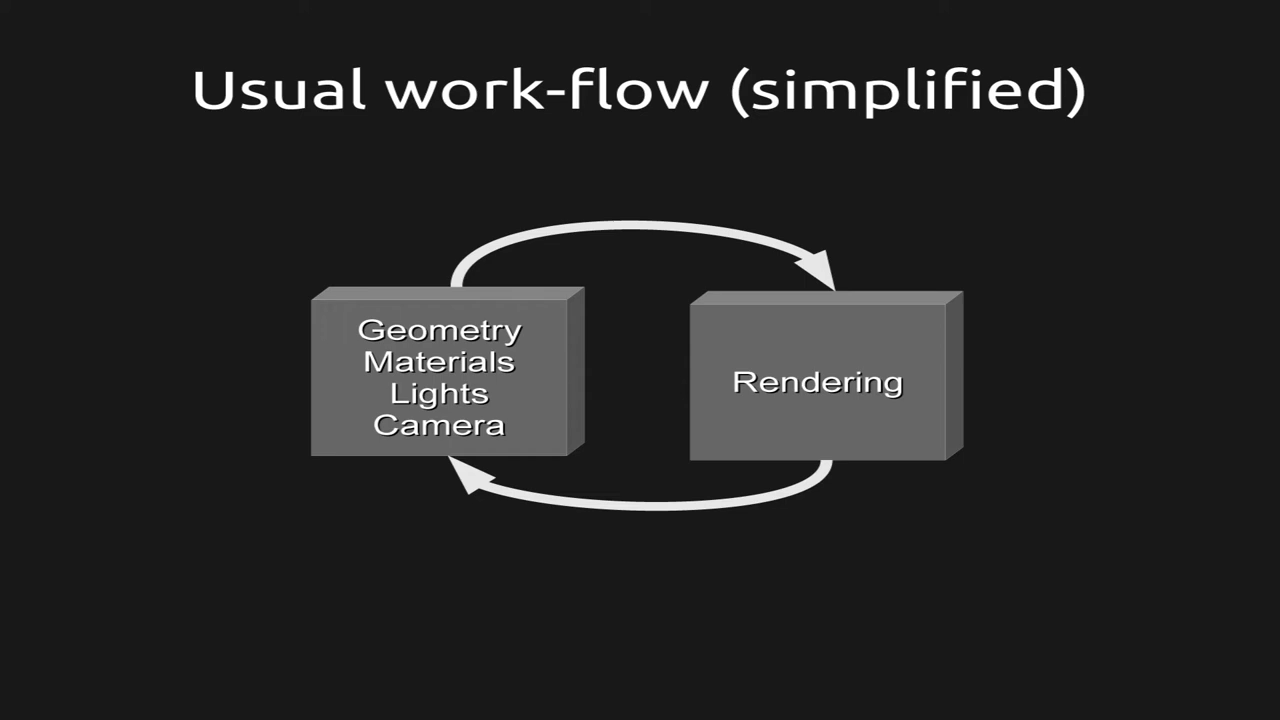 Usual work-flow (simplified)
Geometry
Materials
Lights
Camera
Rendering